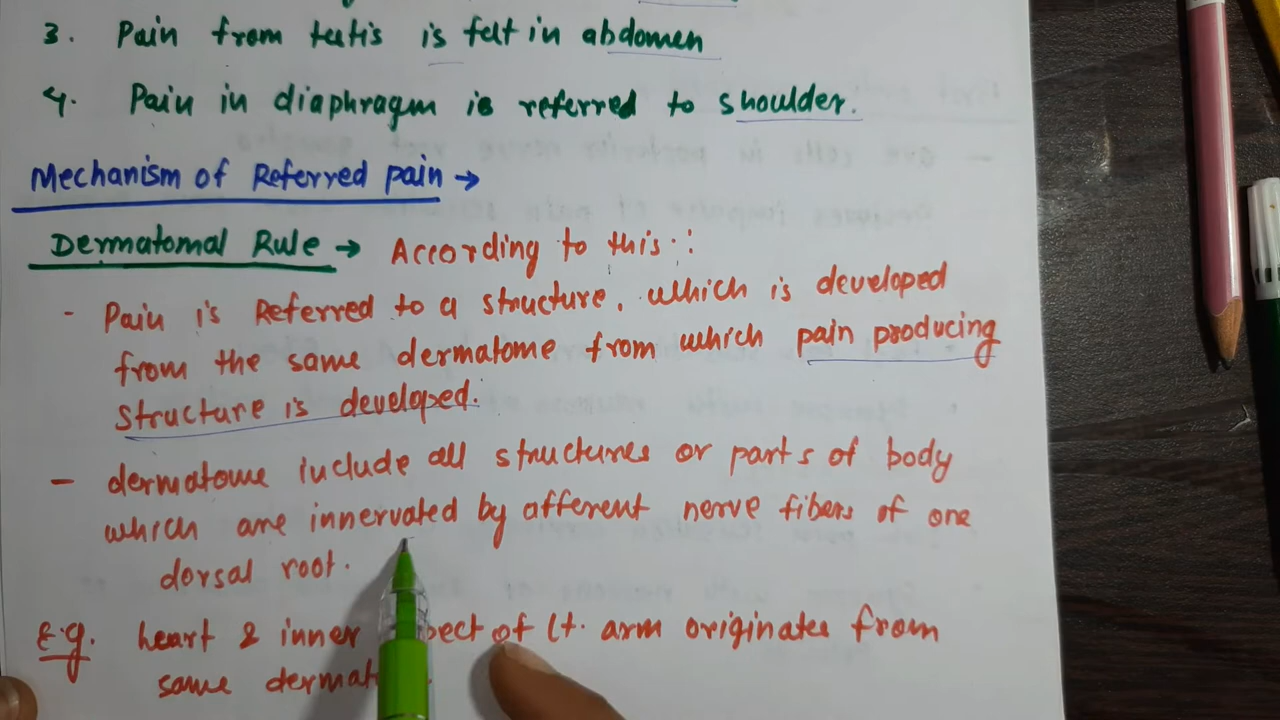 3. Pain from testis is felt in abdomen
4. Pain in diaphragm is referred to shoulder.
Mechanism of Referred pain →
Dermatomal Rule → According to this:
- Pain is Referred to a structure, which is developed
from the same dermatome from which pain producing
structure is developed.
- dermatome include all structures or parts of body
which are innervated by afferent nerve fibers of one
dorsal root.
E.g. heart & inner of Lt. arm originates from
same